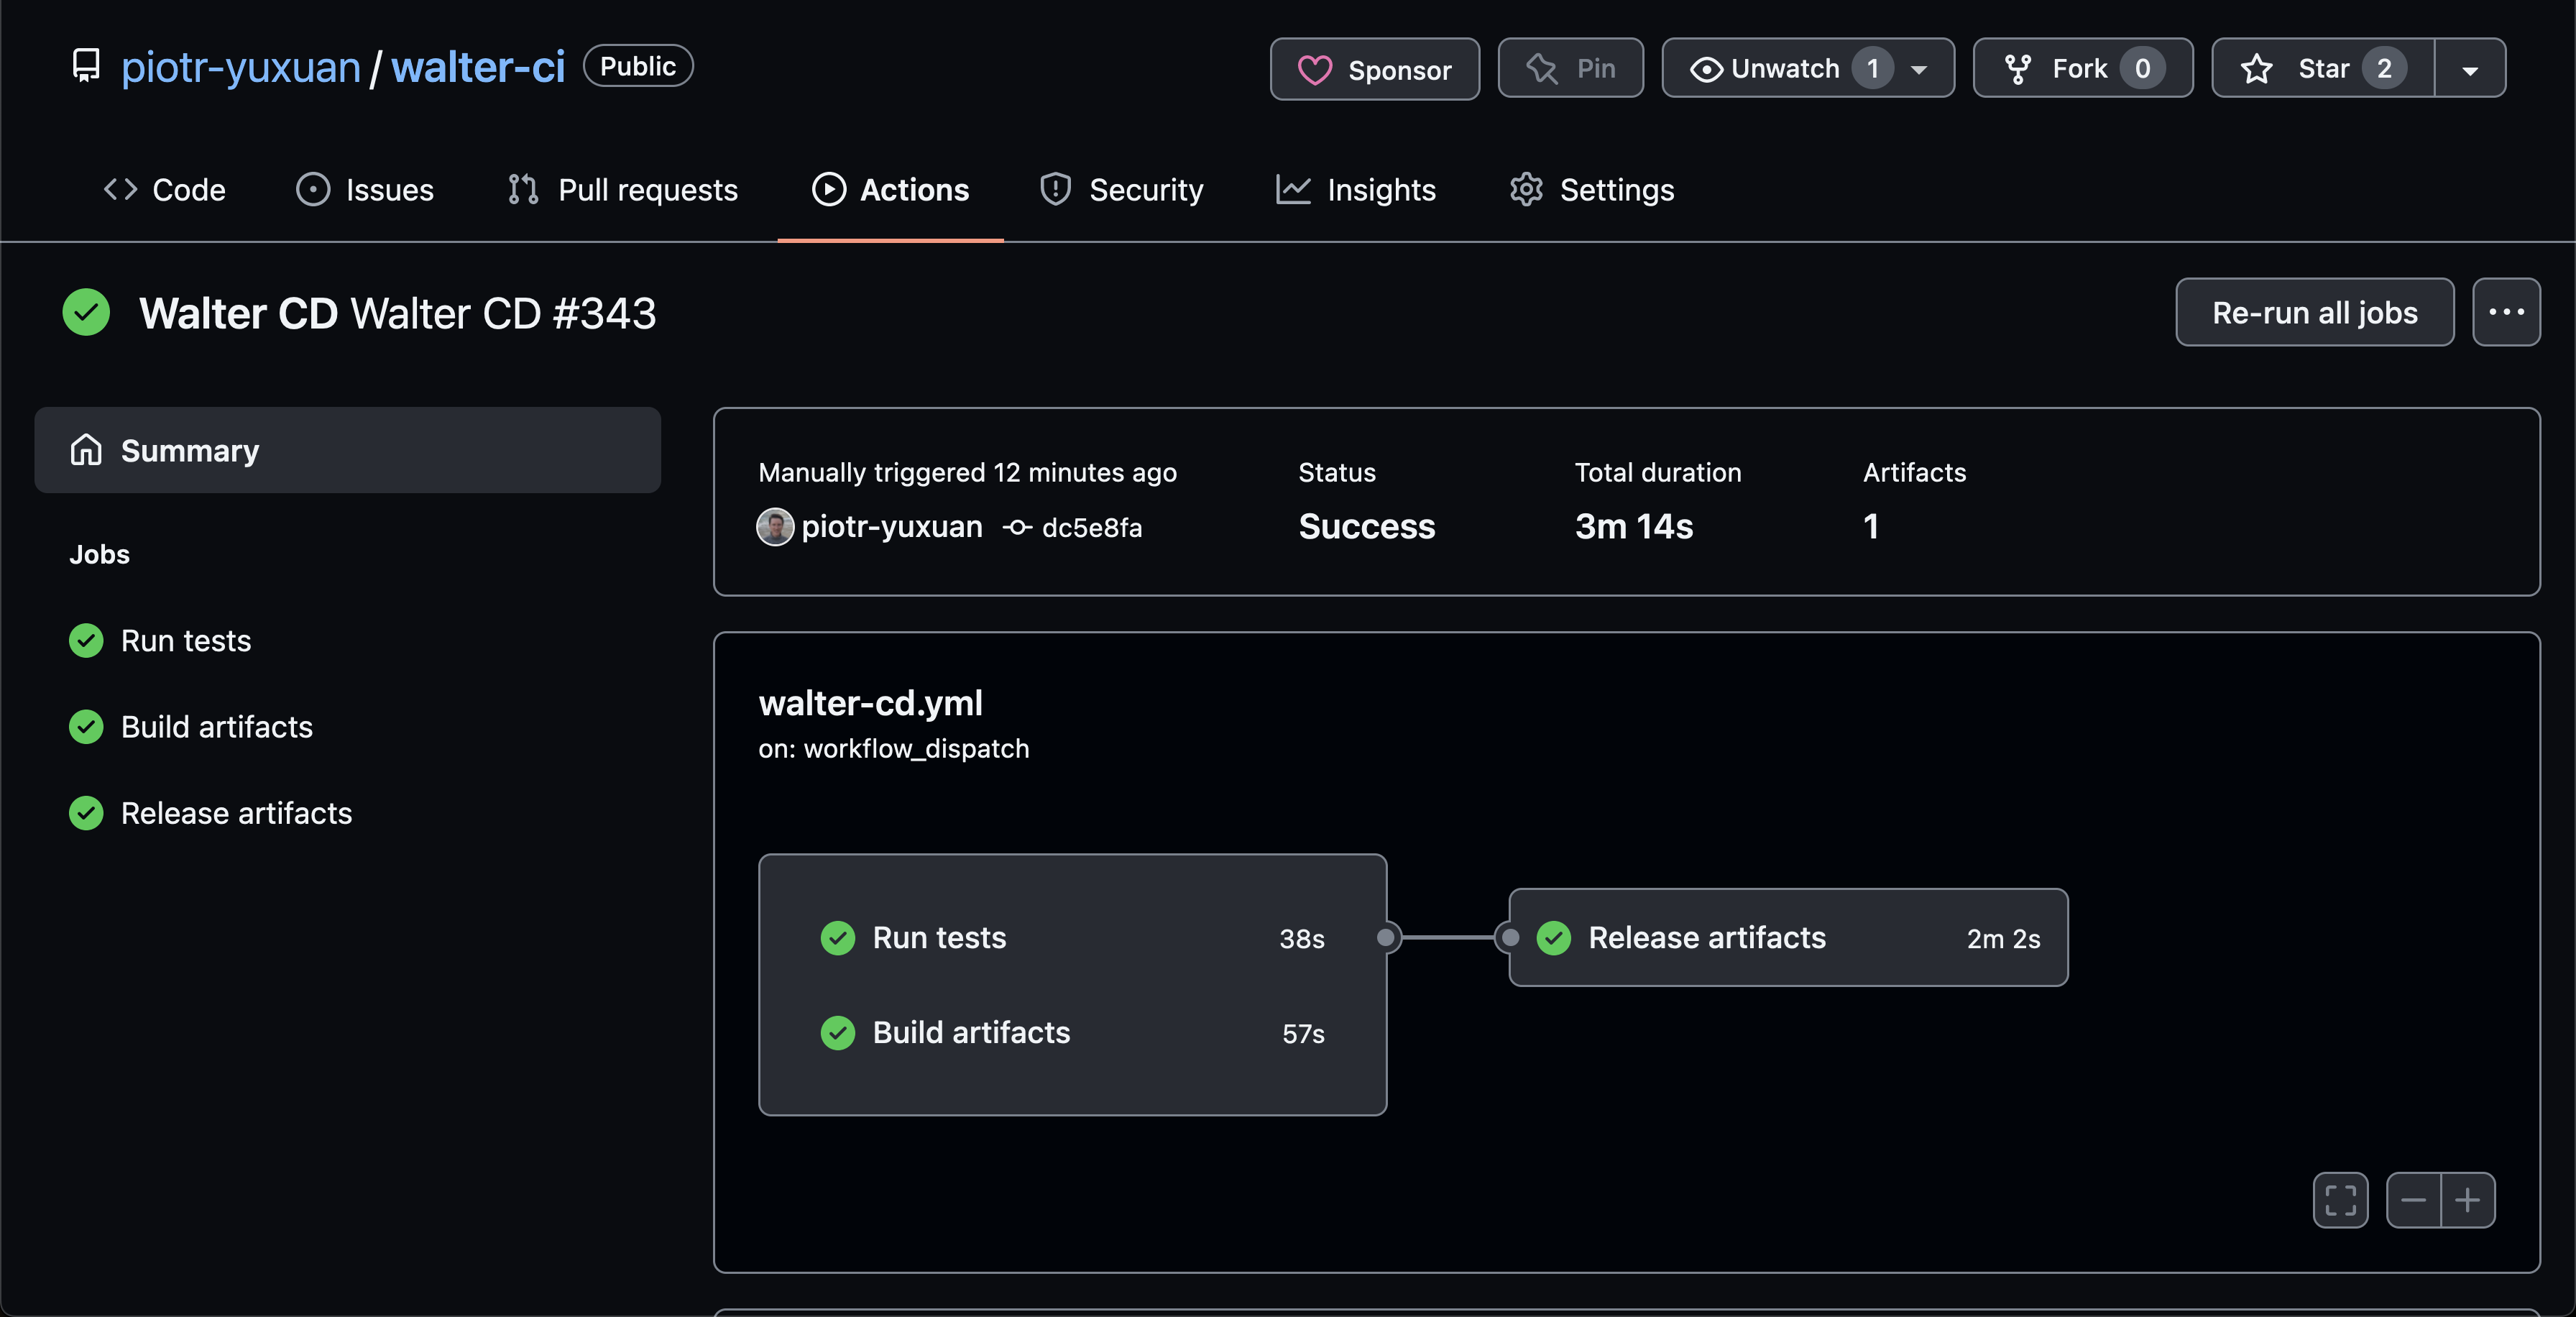 piotr-yuxuan / walter-ci Public
Sponsor Pin Unwatch 1 Fork 0 Star 2
Code Issues Pull requests Actions Security Insights Settings
Walter CD Walter CD #343
Re-run all jobs
Summary
Jobs
Run tests
Build artifacts
Release artifacts
Manually triggered 12 minutes ago
piotr-yuxuan dc5e8fa
Status
Success
Total duration
3m 14s
Artifacts
1
walter-cd.yml
on: workflow_dispatch
Run tests 38s
Build artifacts 57s
Release artifacts 2m 2s